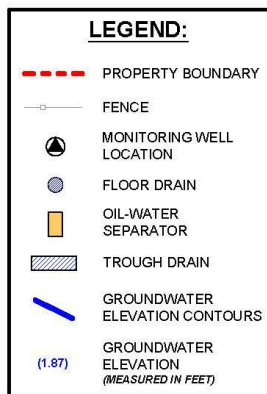 LEGEND:
PROPERTY BOUNDARY
FENCE
MONITORING WELL
LOCATION
FLOOR DRAIN
OIL-WATER
SEPARATOR
TROUGH DRAIN
GROUNDWATER
ELEVATION CONTOURS
(1.87) GROUNDWATER
ELEVATION
(MEASURED IN FEET)